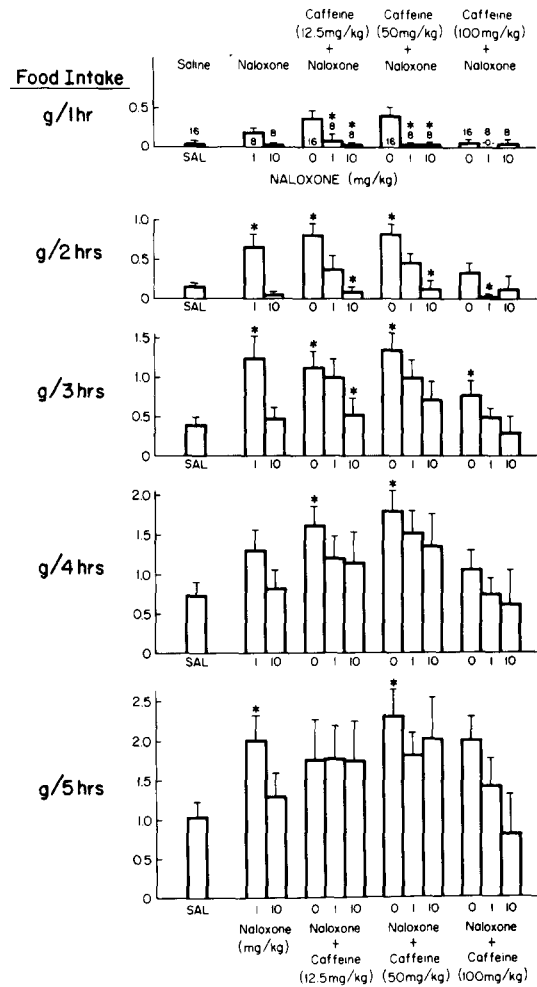 Caffeine Caffeine Caffeine
(12.5mg/kg) (50mg/kg) (100mg/kg)
+ + +
Saline Naloxone Naloxone Naloxone Naloxone
Food Intake
g/1hr
0.5
0
16 8 8 16 * 8 * 8 16 * 8 * 8 16 8 -0- 8
SAL 1 10 0 1 10 0 1 10 0 1 10
NALOXONE (mg/kg)
g/2hrs
1.0
0.5
0
* * * * * *
SAL 1 10 0 1 10 0 1 10 0 1 10
g/3hrs
1.5
1.0
0.5
0
* * * * *
SAL 1 10 0 1 10 0 1 10 0 1 10
g/4hrs
2.0
1.5
1.0
0.5
0
* *
SAL 1 10 0 1 10 0 1 10 0 1 10
g/5hrs
2.5
2.0
1.5
1.0
0.5
0
* *
SAL 1 10 0 1 10 0 1 10 0 1 10
Naloxone Naloxone Naloxone Naloxone
(mg/kg) + + +
Caffeine Caffeine Caffeine
(12.5mg/kg) (50mg/kg) (100mg/kg)